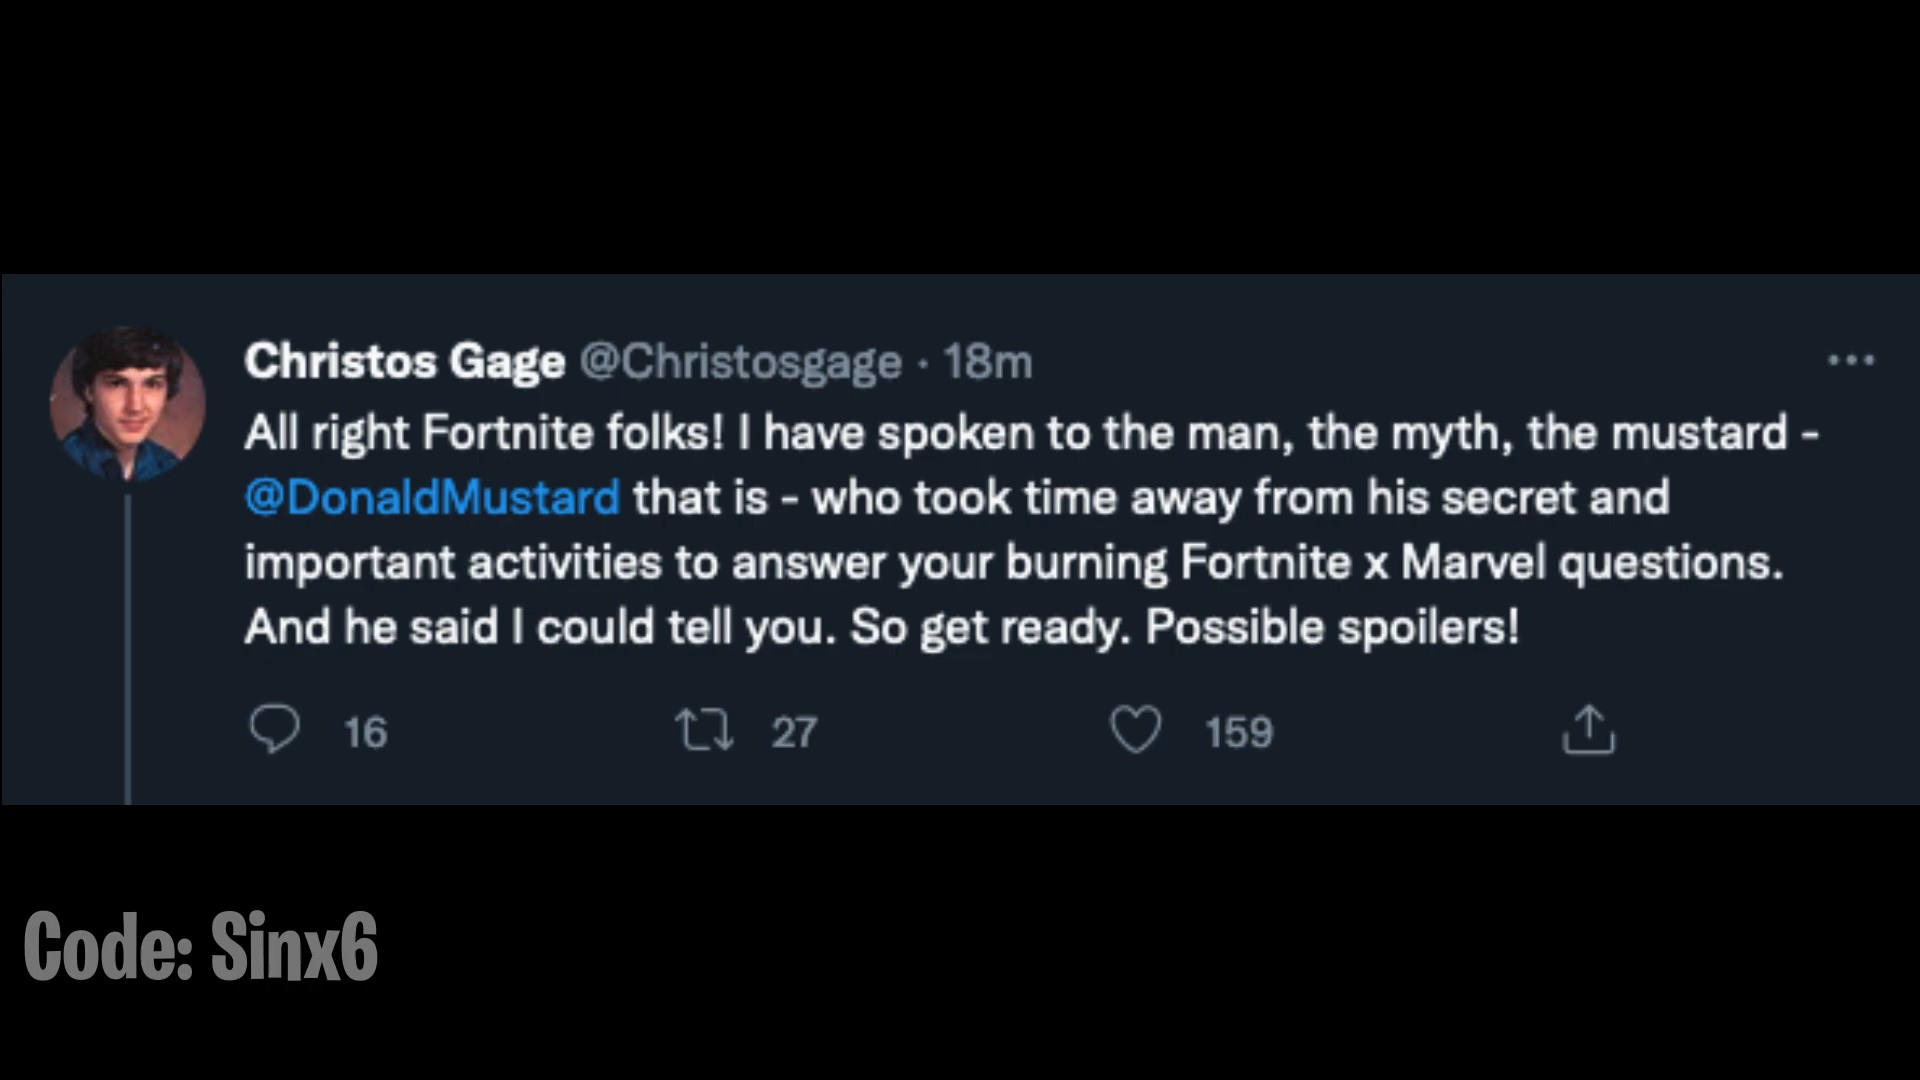 Christos Gage @Christosgage · 18m
All right Fortnite folks! I have spoken to the man, the myth, the mustard -
@DonaldMustard that is - who took time away from his secret and
important activities to answer your burning Fortnite x Marvel questions.
And he said I could tell you. So get ready. Possible spoilers!
16 27 159
Code: Sinx6